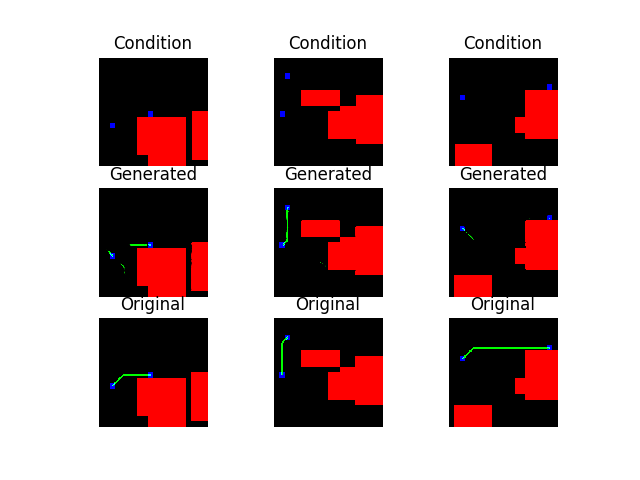 Condition
Condition
Condition
Generated
Generated
Generated
Original
Original
Original